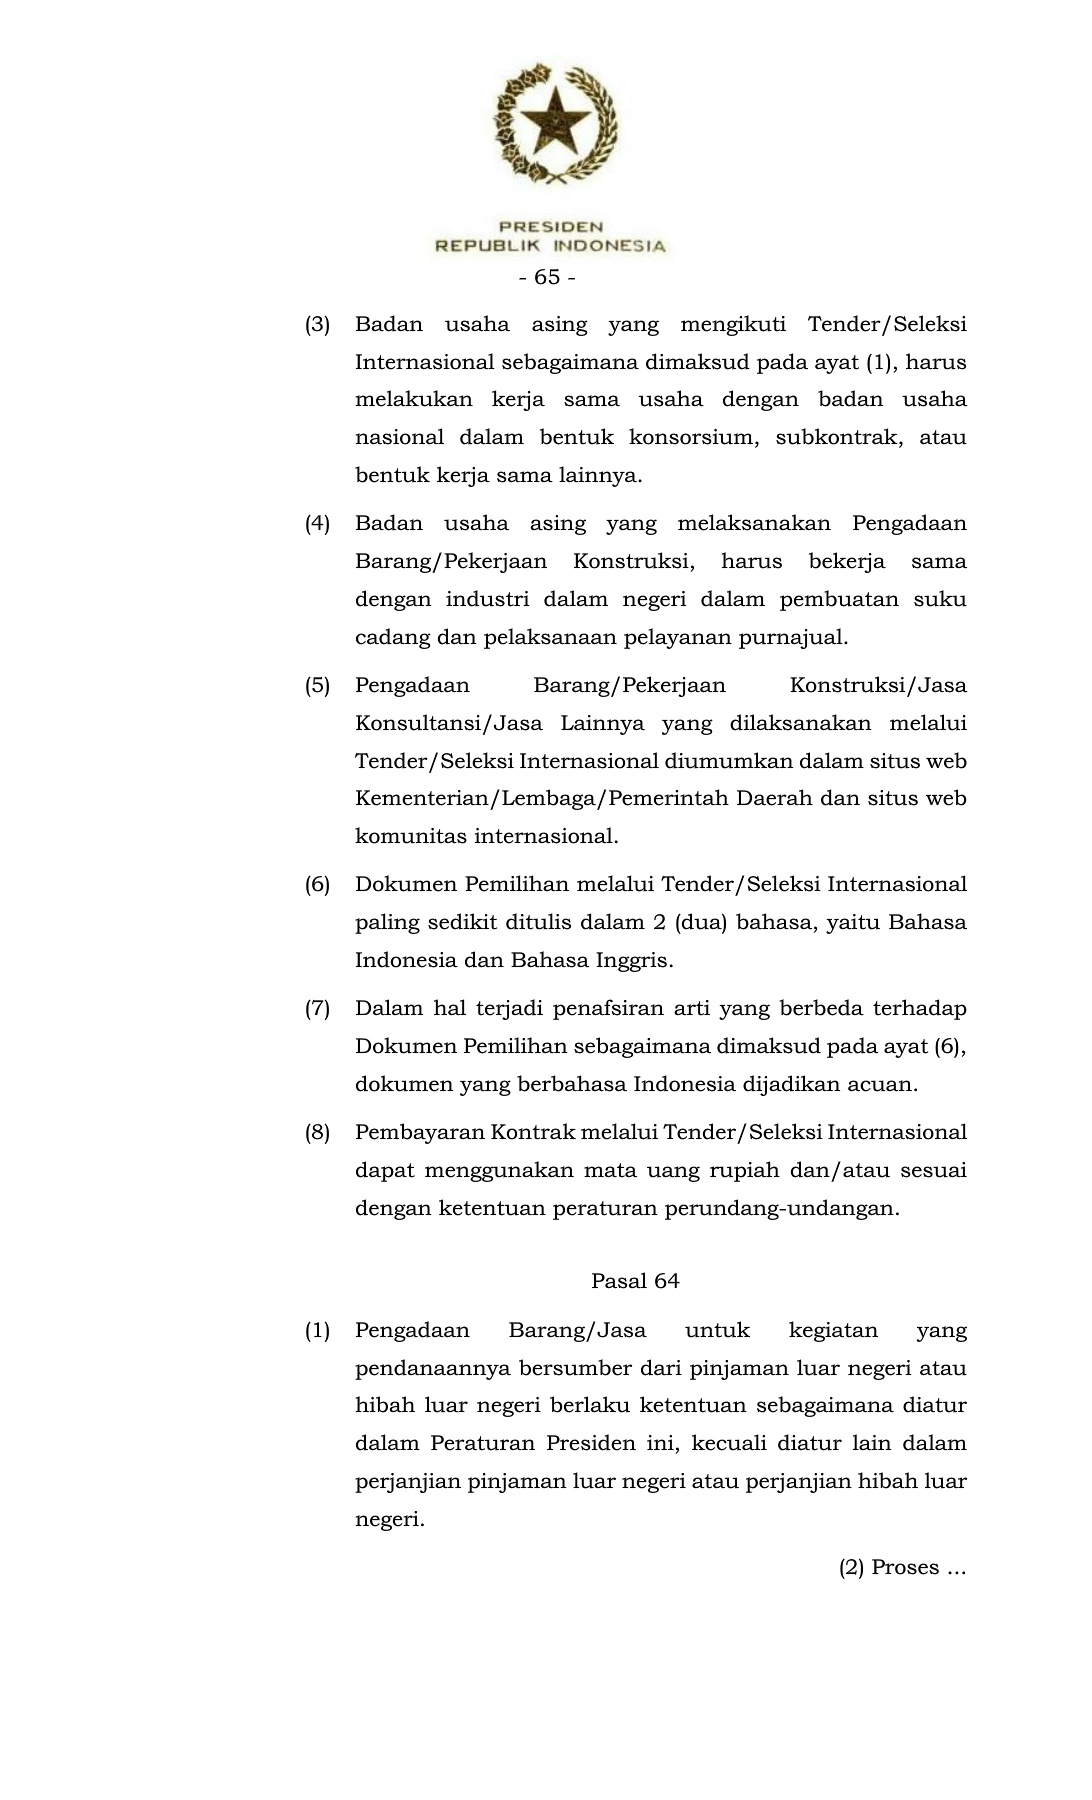 PRESIDEN
REPUBLIK INDONESIA
- 65 -
(3) Badan usaha asing yang mengikuti Tender/Seleksi
Internasional sebagaimana dimaksud pada ayat (1), harus
melakukan kerja sama usaha dengan badan usaha
nasional dalam bentuk konsorsium, subkontrak, atau
bentuk kerja sama lainnya.
(4) Badan usaha asing yang melaksanakan Pengadaan
Barang/Pekerjaan Konstruksi, harus bekerja sama
dengan industri dalam negeri dalam pembuatan suku
cadang dan pelaksanaan pelayanan purnajual.
(5) Pengadaan Barang/Pekerjaan Konstruksi/Jasa
Konsultansi/Jasa Lainnya yang dilaksanakan melalui
Tender/Seleksi Internasional diumumkan dalam situs web
Kementerian/Lembaga/Pemerintah Daerah dan situs web
komunitas internasional.
(6) Dokumen Pemilihan melalui Tender/Seleksi Internasional
paling sedikit ditulis dalam 2 (dua) bahasa, yaitu Bahasa
Indonesia dan Bahasa Inggris.
(7) Dalam hal terjadi penafsiran arti yang berbeda terhadap
Dokumen Pemilihan sebagaimana dimaksud pada ayat (6),
dokumen yang berbahasa Indonesia dijadikan acuan.
(8) Pembayaran Kontrak melalui Tender/Seleksi Internasional
dapat menggunakan mata uang rupiah dan/atau sesuai
dengan ketentuan peraturan perundang-undangan.
Pasal 64
(1) Pengadaan Barang/Jasa untuk kegiatan yang
pendanaannya bersumber dari pinjaman luar negeri atau
hibah luar negeri berlaku ketentuan sebagaimana diatur
dalam Peraturan Presiden ini, kecuali diatur lain dalam
perjanjian pinjaman luar negeri atau perjanjian hibah luar
negeri.
(2) Proses ...